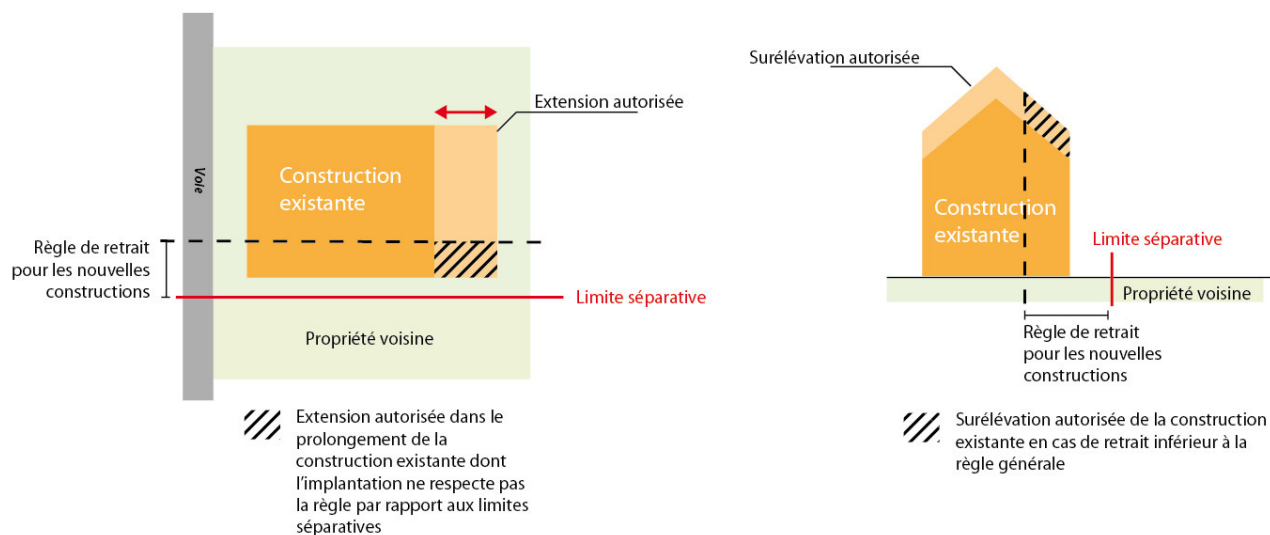 Extension autorisée
Construction
existante
Voie
Règle de retrait
pour les nouvelles
constructions
Limite séparative
Propriété voisine
Extension autorisée dans le
prolongement de la
construction existante dont
l'implantation ne respecte pas
la règle par rapport aux limites
séparatives
Surélévation autorisée
Construction
existante
Limite séparative
Propriété voisine
Règle de retrait
pour les nouvelles
constructions
Surélévation autorisée de la construction
existante en cas de retrait inférieur à la
règle générale